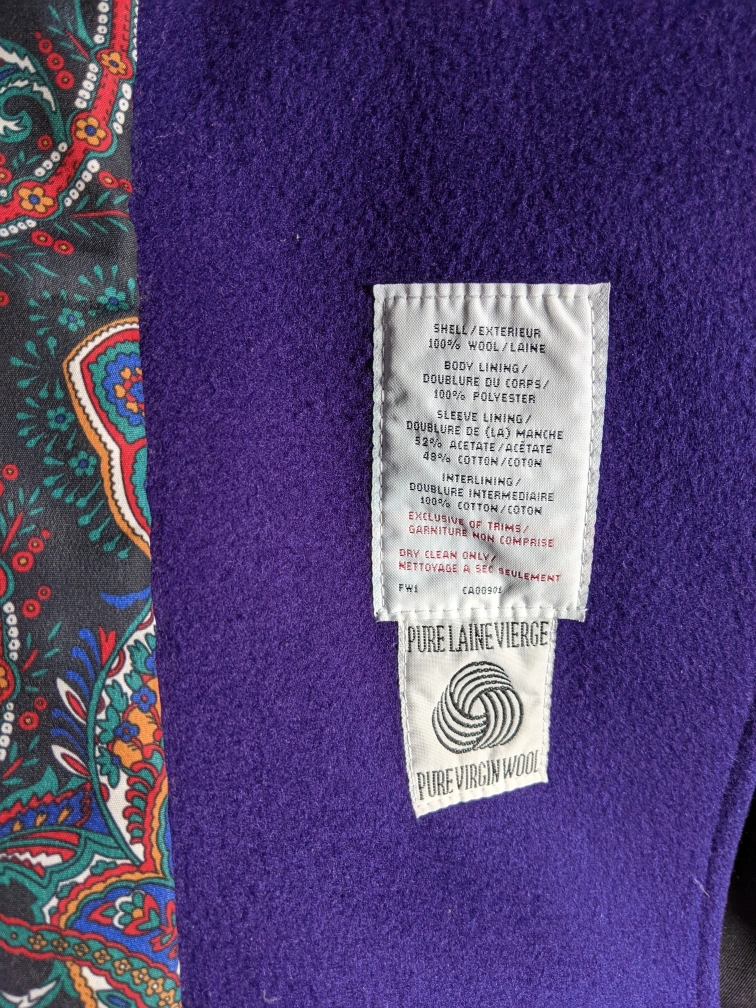 SHELL/EXTERIEUR
100% WOOL/LAINE
BODY LINING/
DOUBLURE DU CORPS/
100% POLYESTER
SLEEVE LINING/
DOUBLURE DE (LA) MANCHE
52% ACETATE/ACÉTATE
48% COTTON/COTON
INTERLINING/
DOUBLURE INTERMEDIAIRE
100% COTTON/COTON
EXCLUSIVE OF TRIMS/
GARNITURE NON COMPRISE
DRY CLEAN ONLY/
NETTOYAGE A SEC SEULEMENT
FW1 CA00901
PURE LAINE VIERGE
PURE VIRGIN WOOL